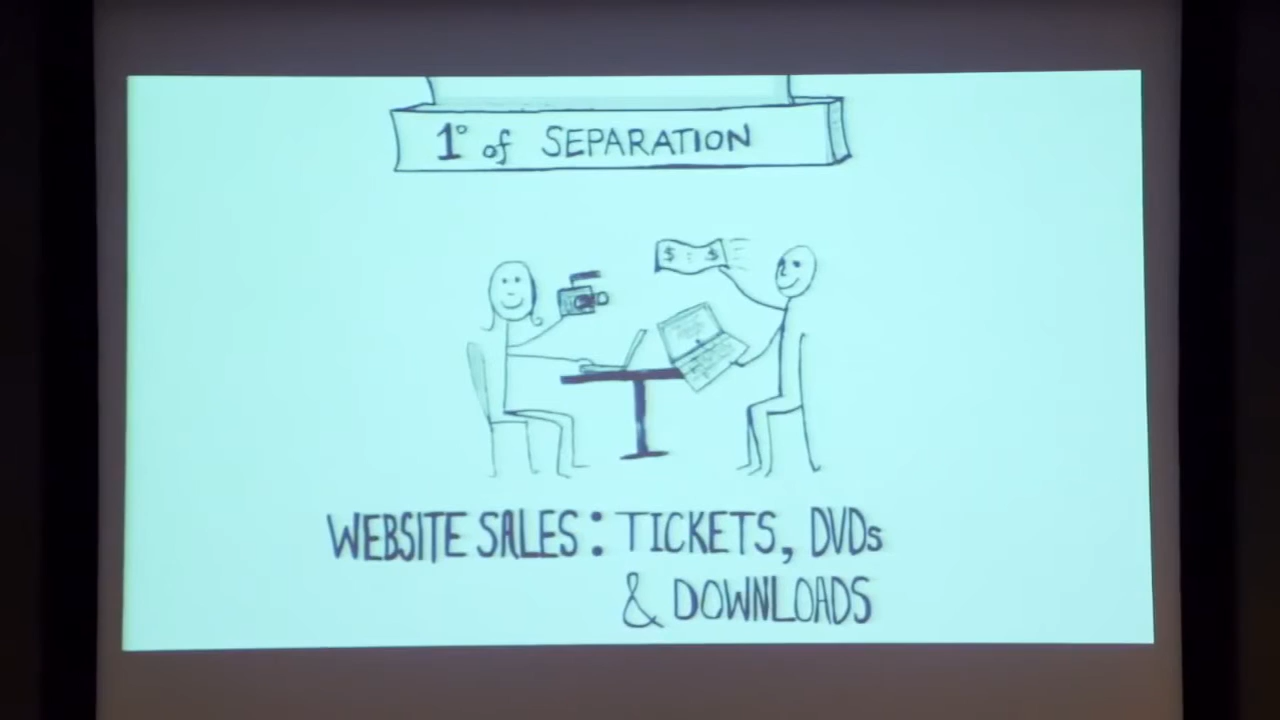 1° of SEPARATION
$ $
WEBSITE SALES: TICKETS, DVDs
& DOWNLOADS